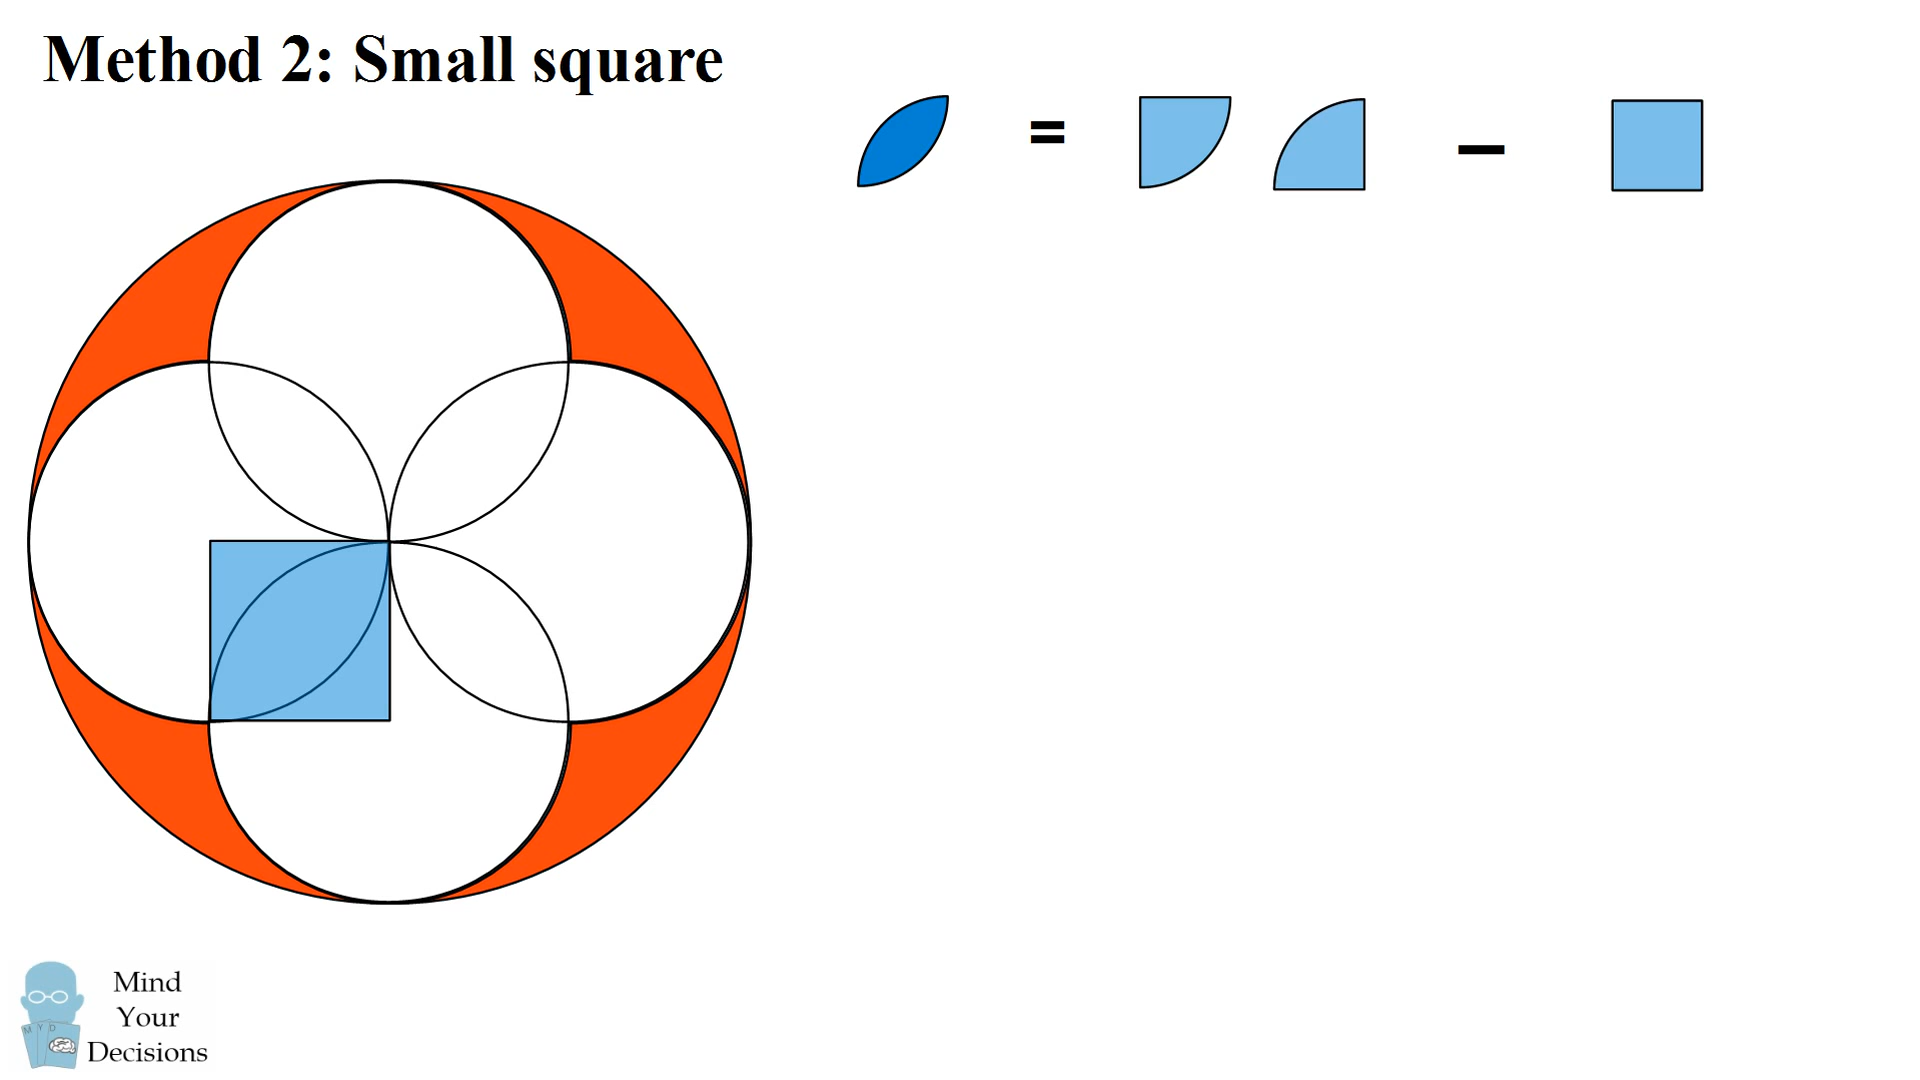 Method 2: Small square
=
–
Mind
Your
Decisions
M Y D